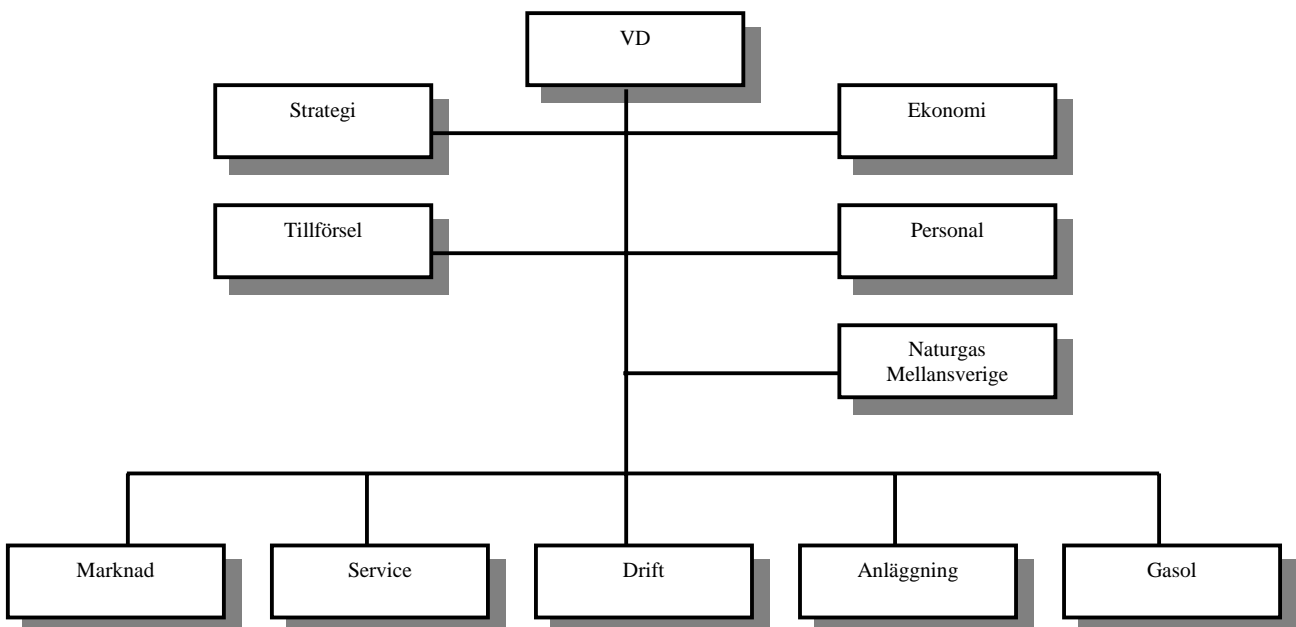 VD
Strategi
Ekonomi
Tillförsel
Personal
Naturgas
Mellansverige
Marknad
Service
Drift
Anläggning
Gasol